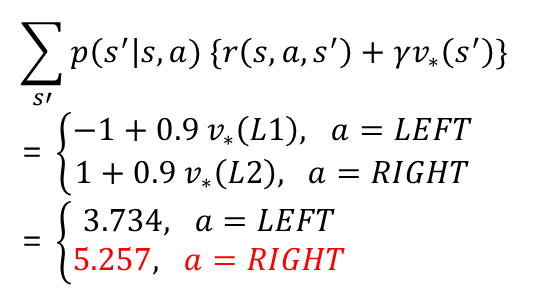 ∑ p(s′|s, a) {r(s, a, s′) + γv∗(s′)}
s′
= {−1 + 0.9 v∗(L1), a = LEFT
1 + 0.9 v∗(L2), a = RIGHT
= {3.734, a = LEFT
5.257, a = RIGHT